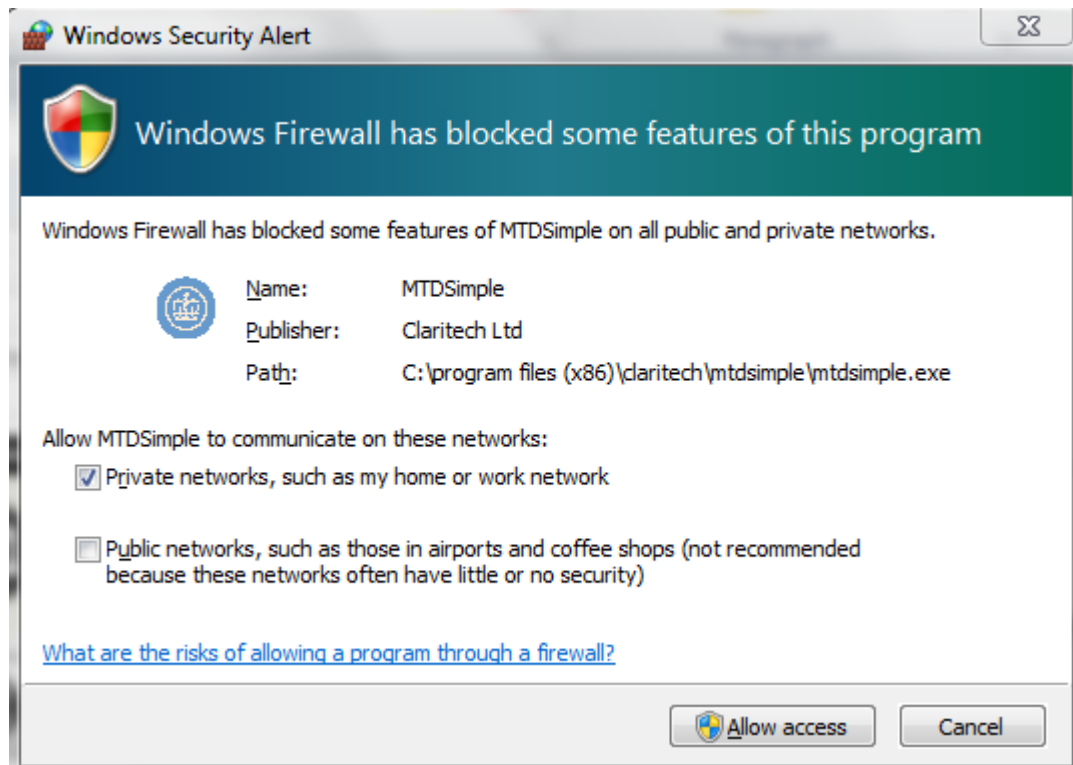 Windows Security Alert
Windows Firewall has blocked some features of this program
Windows Firewall has blocked some features of MTDSimple on all public and private networks.
Name: MTDSimple
Publisher: Claritech Ltd
Path: C:\program files (x86)\claritech\mtdsimple\mtdsimple.exe
Allow MTDSimple to communicate on these networks:
Private networks, such as my home or work network
Public networks, such as those in airports and coffee shops (not recommended
because these networks often have little or no security)
What are the risks of allowing a program through a firewall?
Allow access Cancel